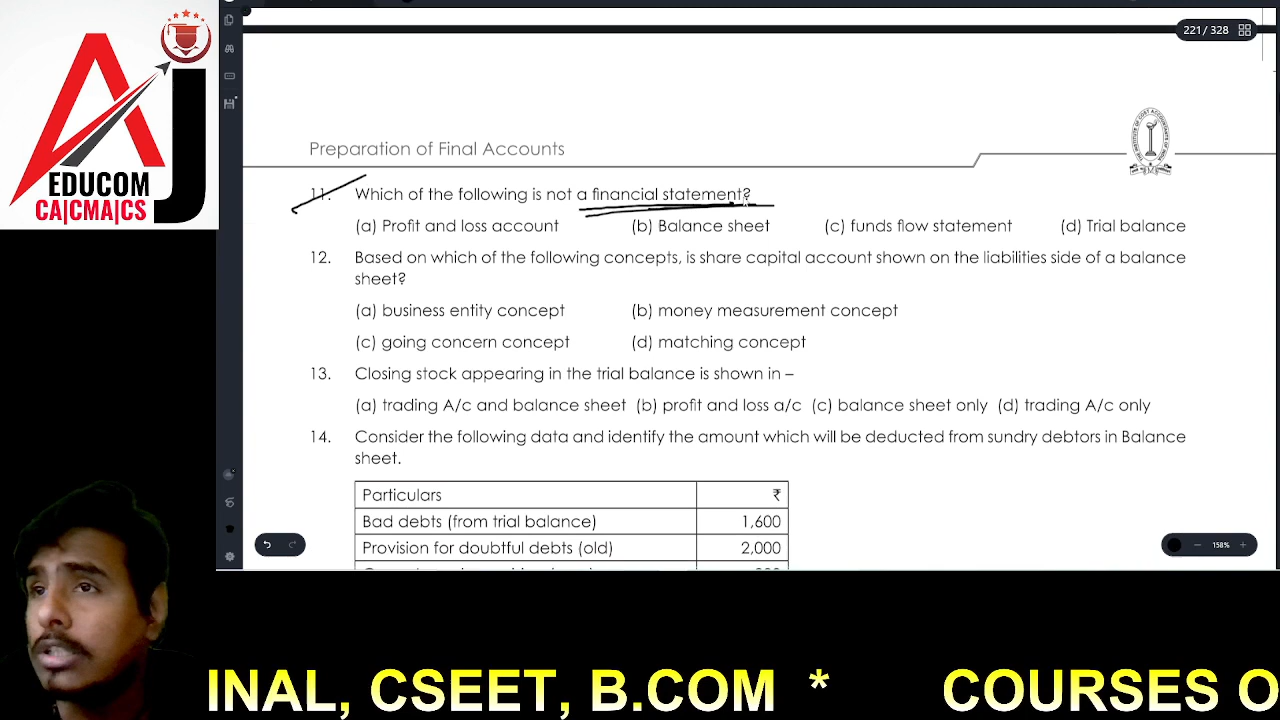 221 / 328
AJ
EDUCOM
CA|CMA|CS
Preparation of Final Accounts
11. Which of the following is not a financial statement?
(a) Profit and loss account (b) Balance sheet (c) funds flow statement (d) Trial balance
12. Based on which of the following concepts, is share capital account shown on the liabilities side of a balance
sheet?
(a) business entity concept (b) money measurement concept
(c) going concern concept (d) matching concept
13. Closing stock appearing in the trial balance is shown in –
(a) trading A/c and balance sheet (b) profit and loss a/c (c) balance sheet only (d) trading A/c only
14. Consider the following data and identify the amount which will be deducted from sundry debtors in Balance
sheet.
Particulars ₹
Bad debts (from trial balance) 1,600
Provision for doubtful debts (old) 2,000
158%
INAL, CSEET, B.COM * COURSES O